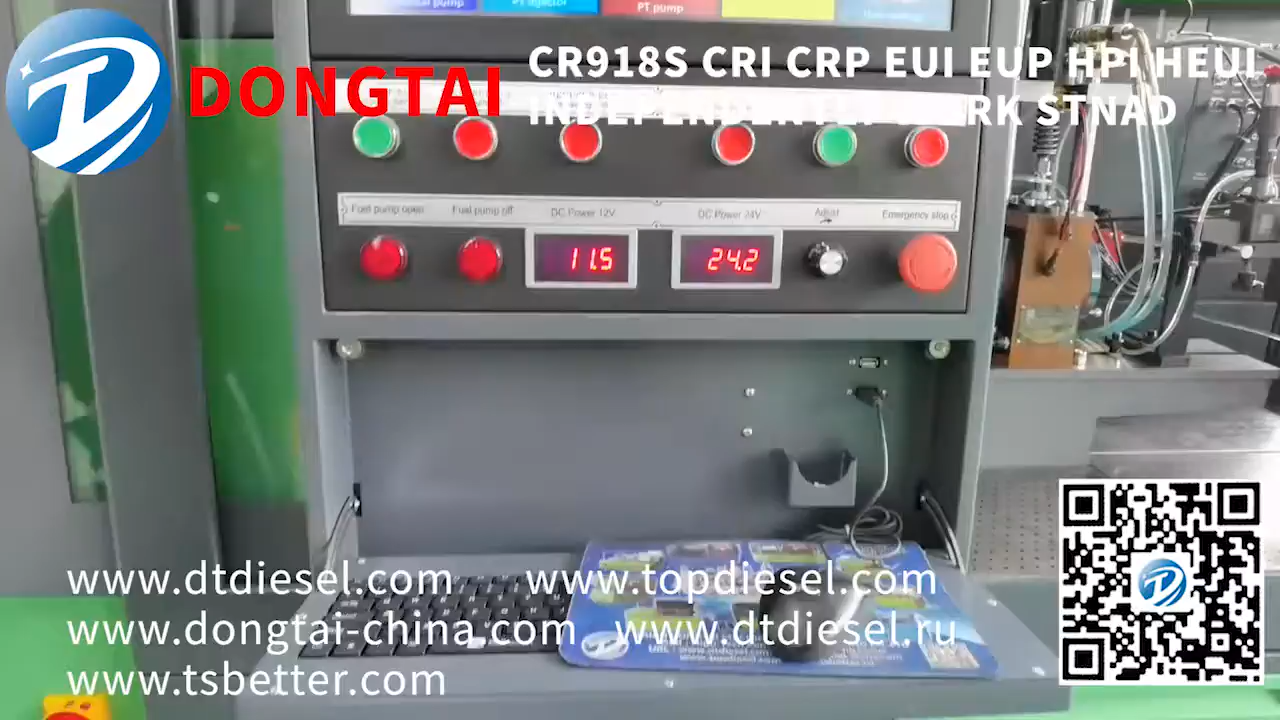 PT pump
DONGTAI
CR918S CRI CRP EUI EUP HPI HEUI
STNAD
Fuel pump open
Fuel pump off
DC Power 12V
DC Power 24V
Adjust
Emergency stop
11.5
24.2
www.dtdiesel.com
www.topdiesel.com
www.dongtai-china.com
www.dtdiesel.ru
www.tsbetter.com